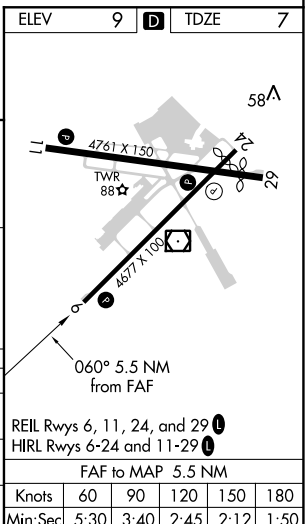 ELEV 9 D TDZE 7
58
11
P
4761 X 150
24
TWR
88
P
P
29
4677 X 100
6
P
060° 5.5 NM
from FAF
REIL Rwys 6, 11, 24, and 29 L
HIRL Rwys 6-24 and 11-29 L
FAF to MAP 5.5 NM
Knots 60 90 120 150 180
Min:Sec 5:30 3:40 2:45 2:12 1:50